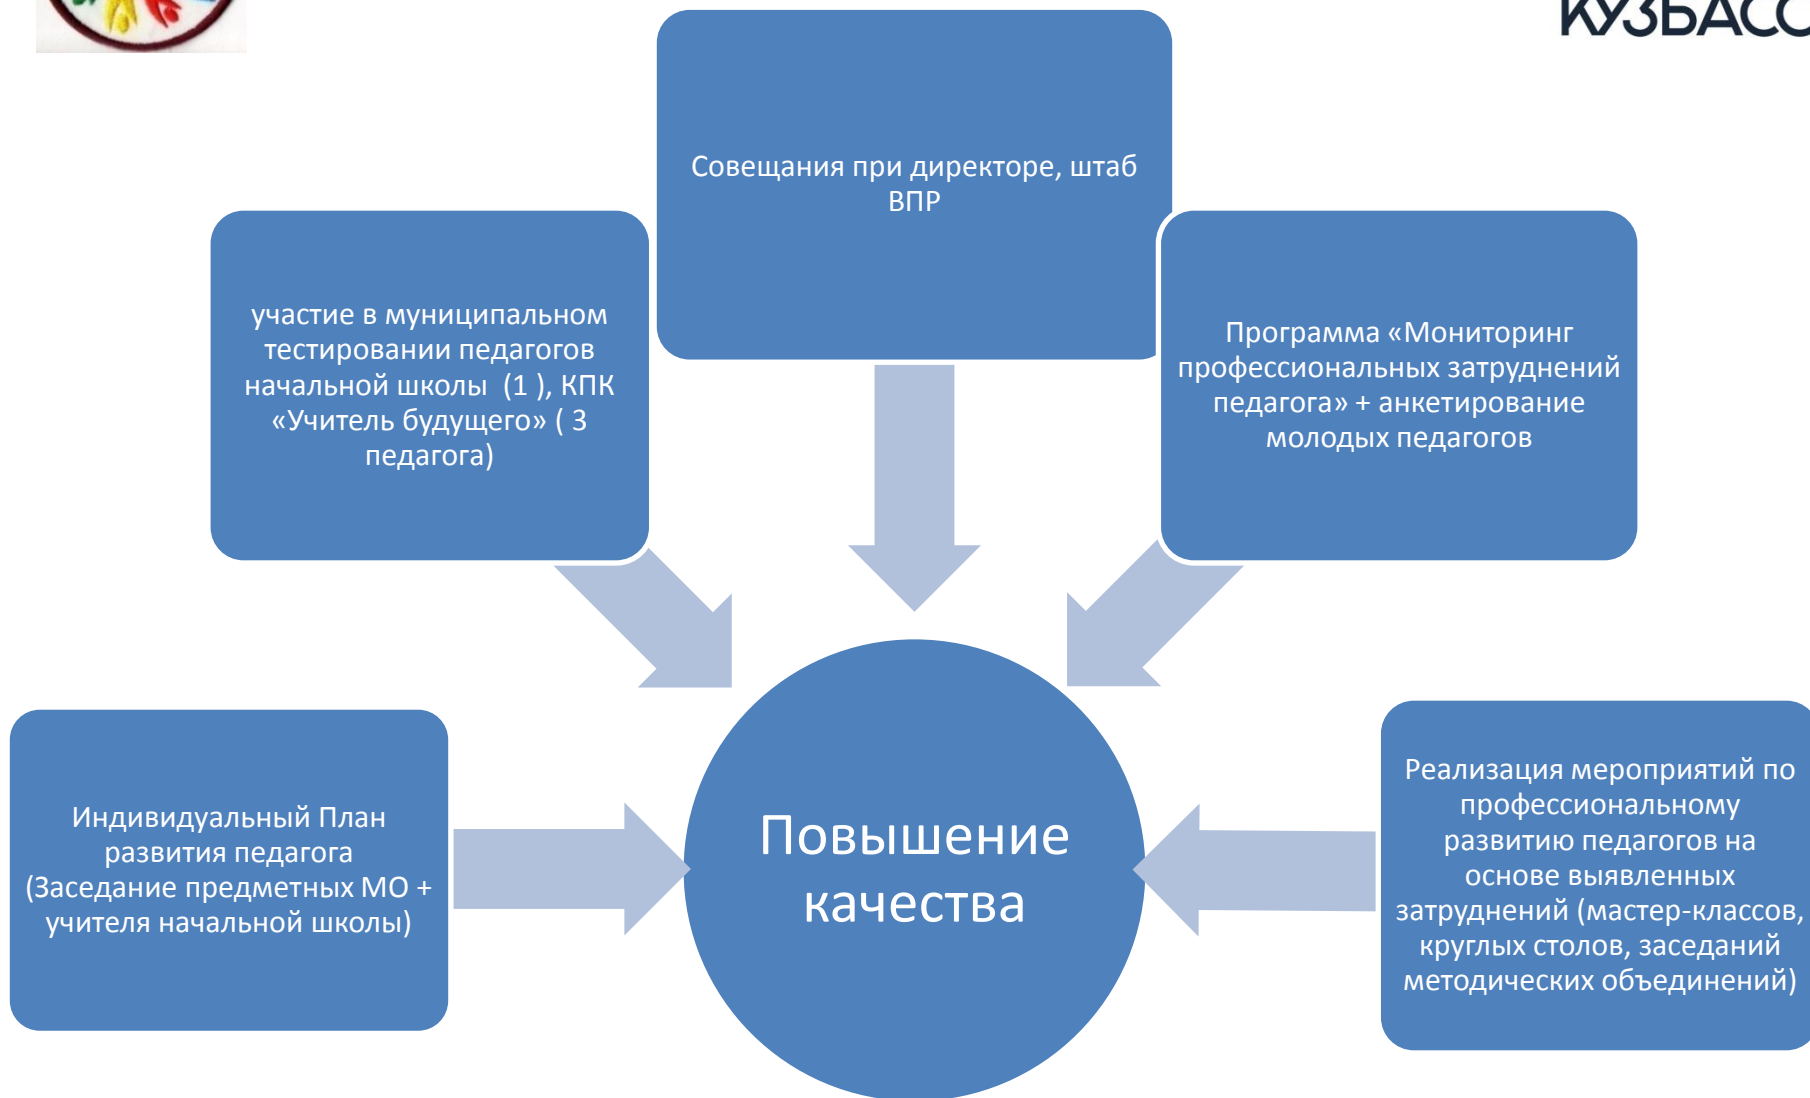 КУЗБАСС
Совещания при директоре, штаб
ВПР
участие в муниципальном
тестировании педагогов
начальной школы  (1 ), КПК
«Учитель будущего» ( 3
педагога)
Программа «Мониторинг
профессиональных затруднений
педагога» + анкетирование
молодых педагогов
Индивидуальный План
развития педагога
(Заседание предметных МО +
учителя начальной школы)
Повышение
качества
Реализация мероприятий по
профессиональному
развитию педагогов на
основе выявленных
затруднений (мастер-классов,
круглых столов, заседаний
методических объединений)